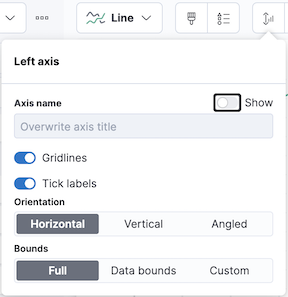 Line
Left axis
Axis name Show
Overwrite axis title
Gridlines
Tick labels
Orientation
Horizontal Vertical Angled
Bounds
Full Data bounds Custom